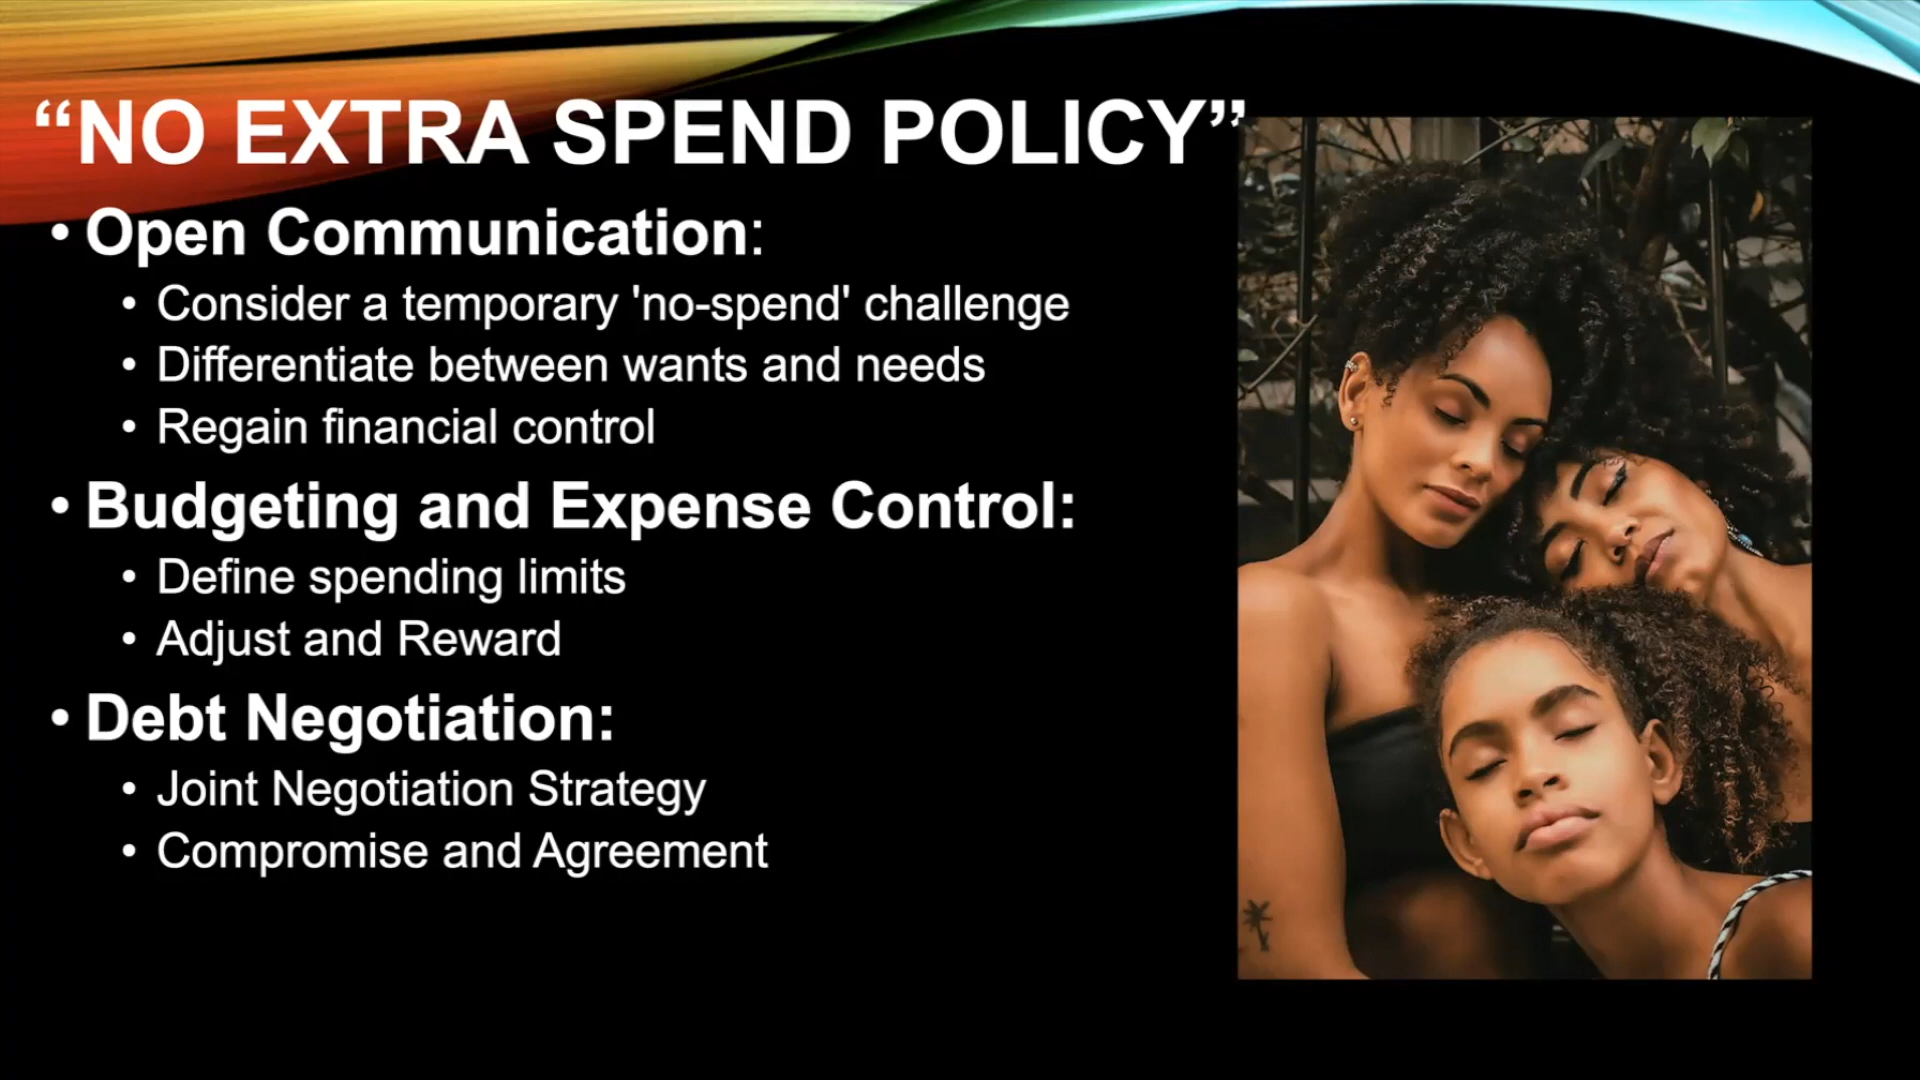 “NO EXTRA SPEND POLICY”
• Open Communication:
• Consider a temporary 'no-spend' challenge
• Differentiate between wants and needs
• Regain financial control
• Budgeting and Expense Control:
• Define spending limits
• Adjust and Reward
• Debt Negotiation:
• Joint Negotiation Strategy
• Compromise and Agreement